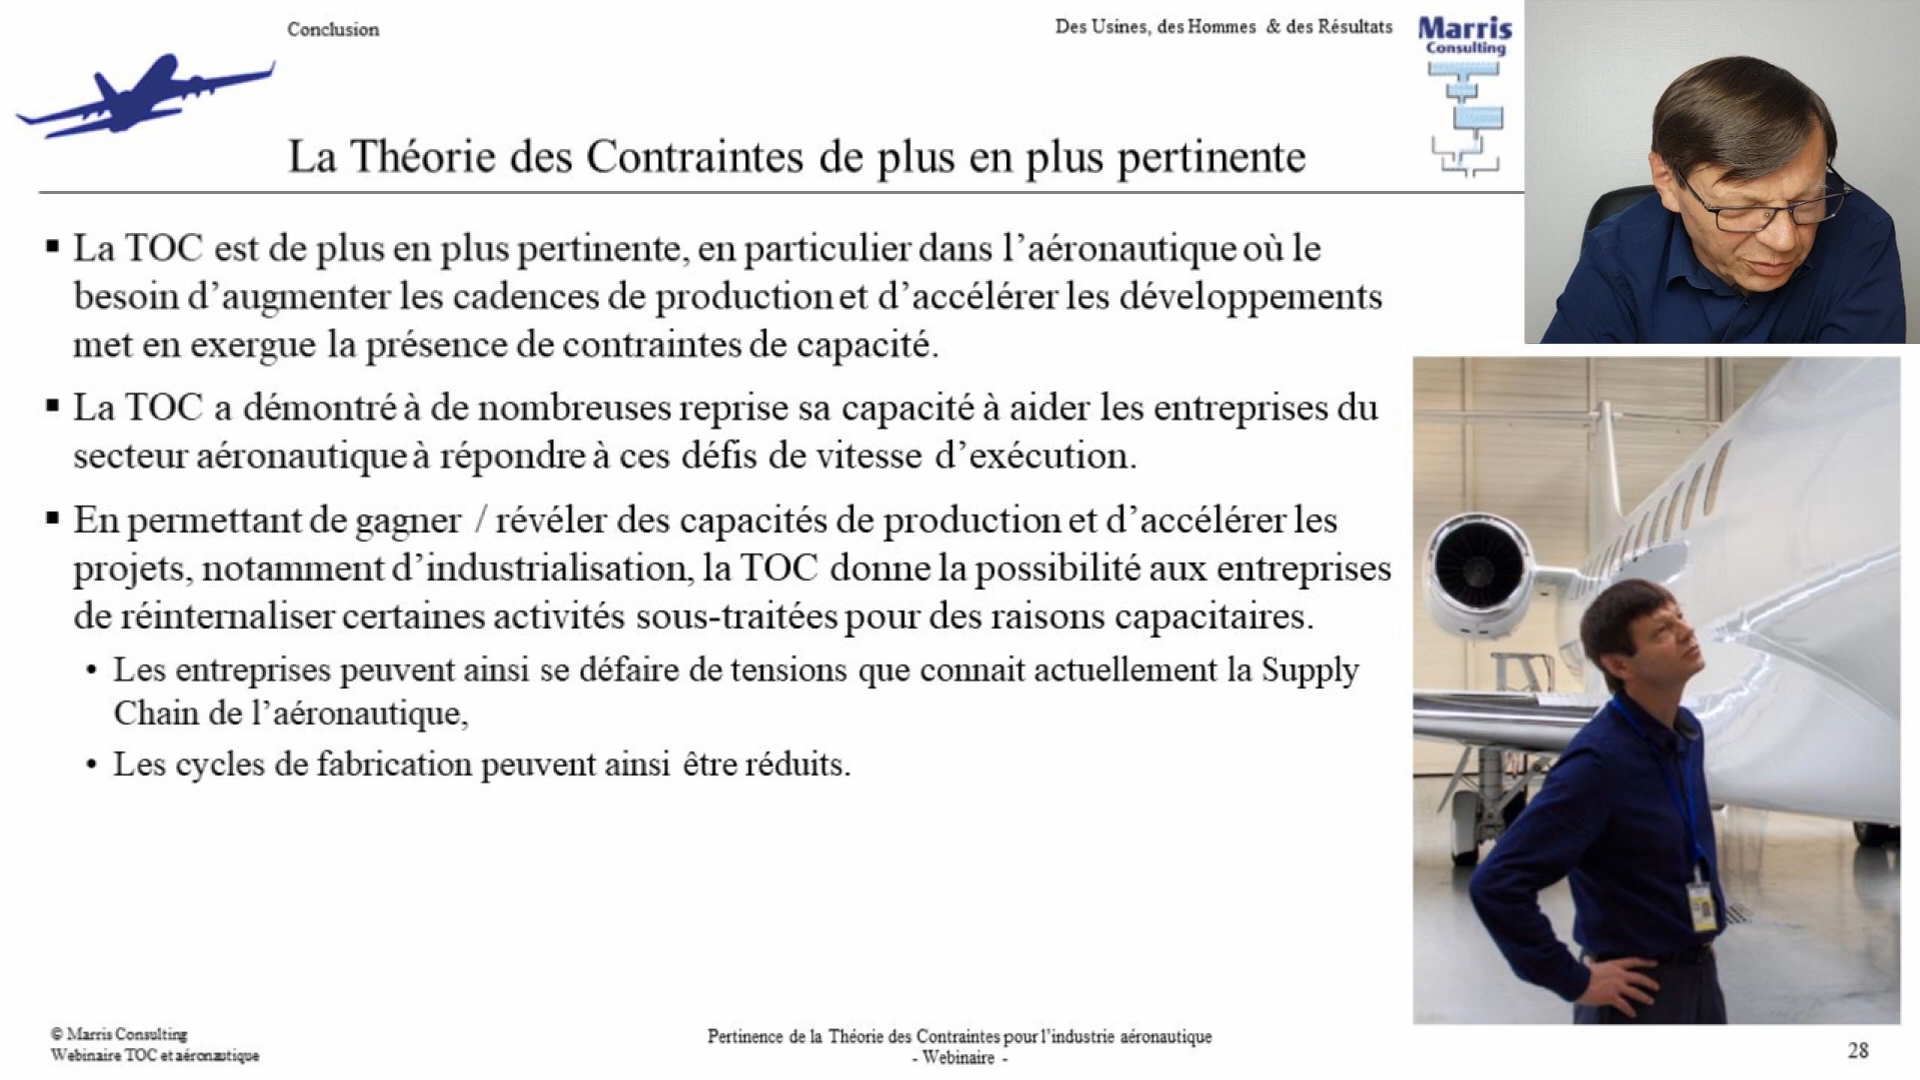 Conclusion
Des Usines, des Hommes & des Résultats
Marris
Consulting
La Théorie des Contraintes de plus en plus pertinente
▪ La TOC est de plus en plus pertinente, en particulier dans l’aéronautique où le
besoin d’augmenter les cadences de production et d’accélérer les développements
met en exergue la présence de contraintes de capacité.
▪ La TOC a démontré à de nombreuses reprise sa capacité à aider les entreprises du
secteur aéronautique à répondre à ces défis de vitesse d’exécution.
▪ En permettant de gagner / révéler des capacités de production et d’accélérer les
projets, notamment d’industrialisation, la TOC donne la possibilité aux entreprises
de réinternaliser certaines activités sous-traitées pour des raisons capacitaires.
• Les entreprises peuvent ainsi se défaire de tensions que connait actuellement la Supply
Chain de l’aéronautique,
• Les cycles de fabrication peuvent ainsi être réduits.
© Marris Consulting
Webinaire TOC et aéronautique
Pertinence de la Théorie des Contraintes pour l’industrie aéronautique
- Webinaire -
28